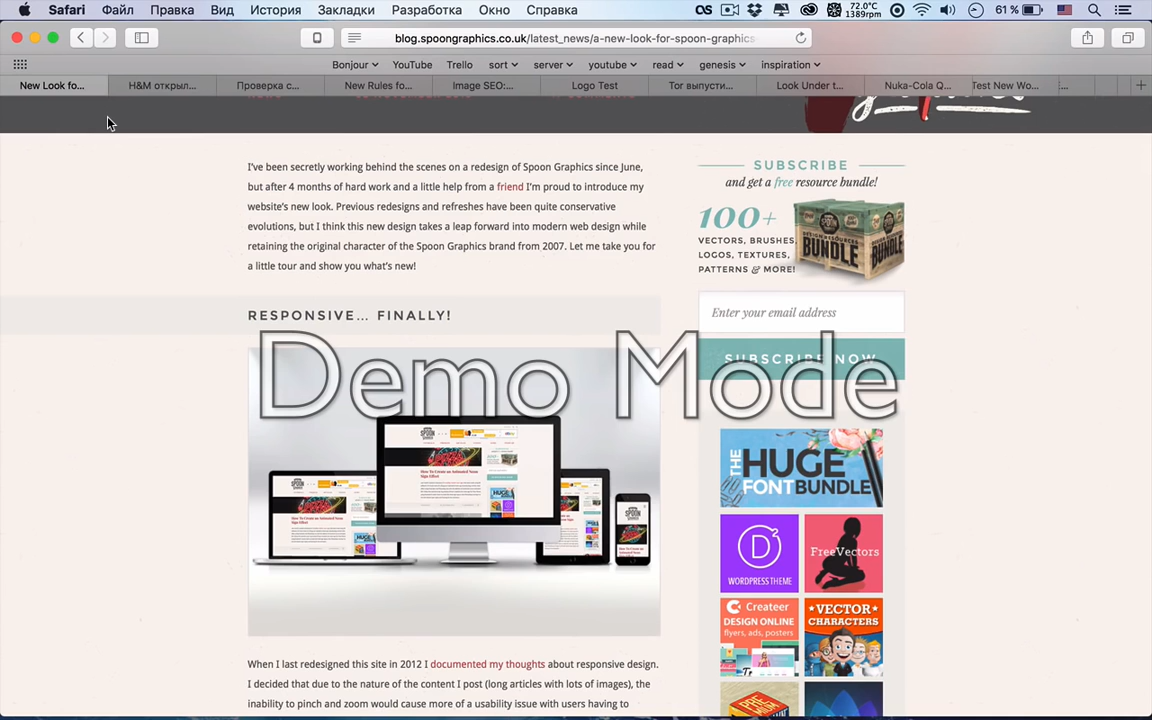 Safari Файл Правка Вид История Закладки Разработка Окно Справка
72.0°C
1389rpm
61 %
blog.spoongraphics.co.uk/latest_news/a-new-look-for-spoon-graphics-
Bonjour YouTube Trello sort server youtube read genesis inspiration
New Look fo... H&M открыл... Проверка с... New Rules fo... Image SEO:... Logo Test Tor выпусти... Look Under t... Nuka-Cola Q... Test New Wo...
I've been secretly working behind the scenes on a redesign of Spoon Graphics since June,
but after 4 months of hard work and a little help from a friend I'm proud to introduce my
website's new look. Previous redesigns and refreshes have been quite conservative
evolutions, but I think this new design takes a leap forward into modern web design while
retaining the original character of the Spoon Graphics brand from 2007. Let me take you for
a little tour and show you what's new!
RESPONSIVE... FINALLY!
Demo Mode
When I last redesigned this site in 2012 I documented my thoughts about responsive design.
I decided that due to the nature of the content I post (long articles with lots of images), the
inability to pinch and zoom would cause more of a usability issue with users having to
SUBSCRIBE
and get a free resource bundle!
100+
VECTORS, BRUSHES,
LOGOS, TEXTURES,
PATTERNS & MORE!
DESIGN RESOURCES
BUNDLE
BUNDLE
Enter your email address
SUBSCRIBE NOW
THE HUGE
FONT BUNDLE
D
WORDPRESS THEME
FreeVectors
Createer
DESIGN ONLINE
flyers, ads, posters
VECTOR
CHARACTERS